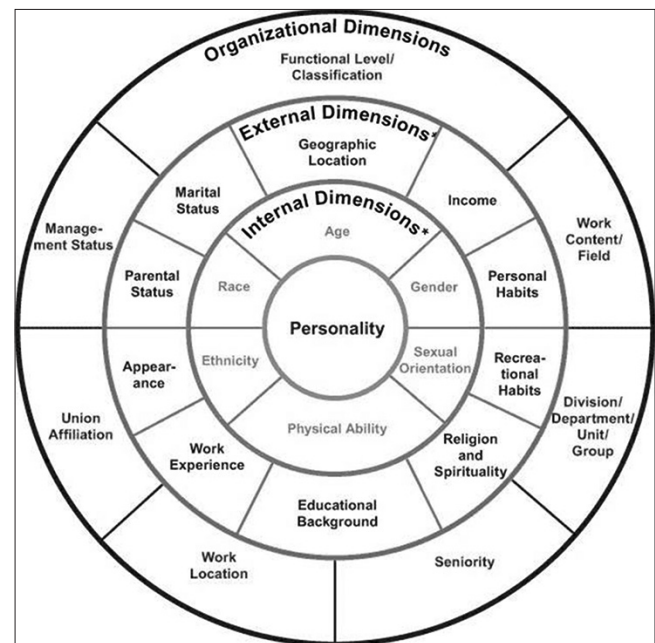 Organizational Dimensions
Functional Level/
Classification
External Dimensions*
Geographic
Location
Marital
Status
Income
Internal Dimensions*
Age
Manage-
ment Status
Work
Content/
Field
Parental
Status
Race
Gender
Personal
Habits
Personality
Appear-
ance
Ethnicity
Sexual
Orientation
Recrea-
tional
Habits
Union
Affiliation
Division/
Department/
Unit/
Group
Physical Ability
Work
Experience
Religion
and
Spirituality
Educational
Background
Work
Location
Seniority